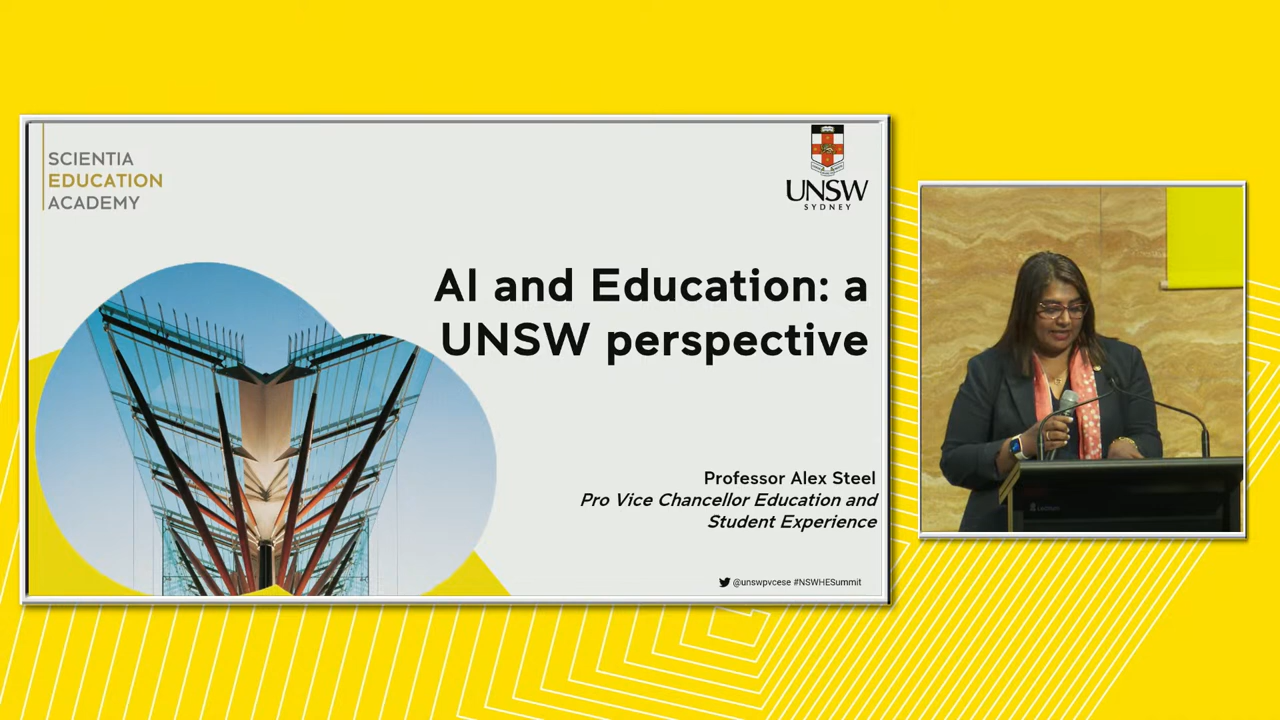 SCIENTIA
EDUCATION
ACADEMY
UNSW
SYDNEY
AI and Education: a
UNSW perspective
Professor Alex Steel
Pro Vice Chancellor Education and
Student Experience
@unswpvcese #NSWHESummit